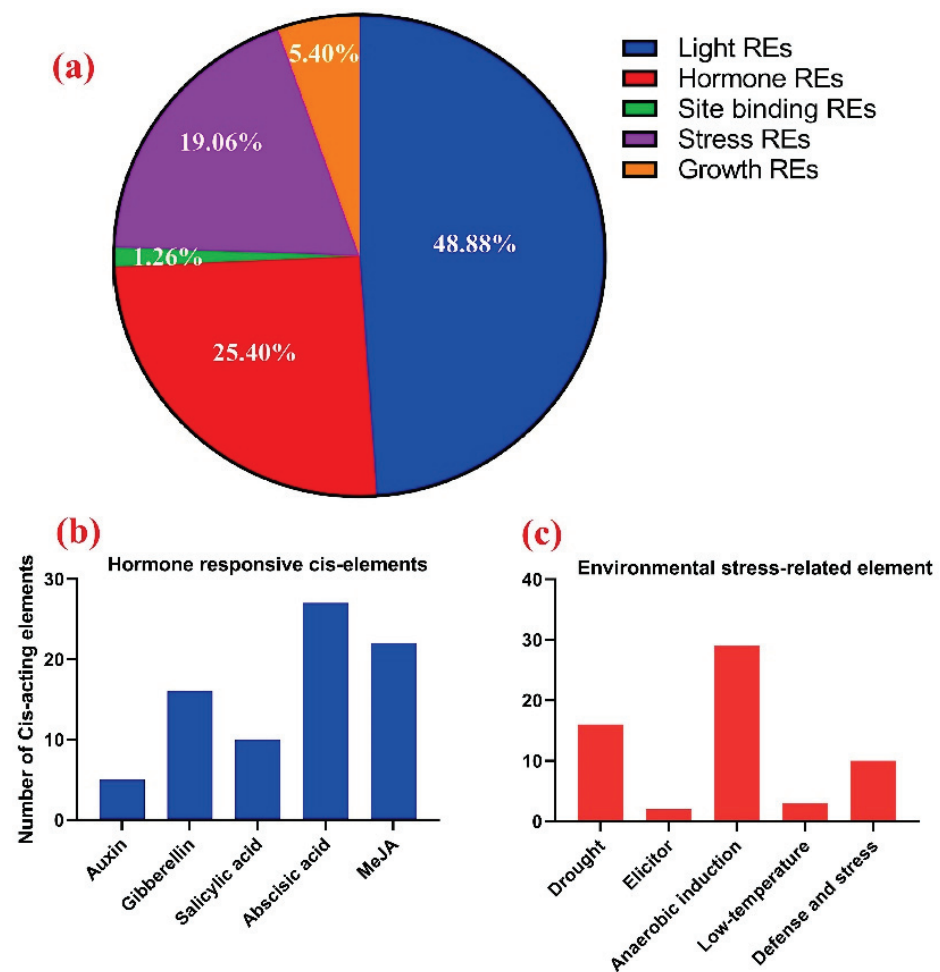 (a)
5.40%
19.06%
1.26%
48.88%
25.40%
Light REs
Hormone REs
Site binding REs
Stress REs
Growth REs
(b)
Hormone responsive cis-elements
Number of Cis-acting elements
30
20
10
0
Auxin
Gibberellin
Salicylic acid
Abscisic acid
MeJA
(c)
Environmental stress-related element
40
30
20
10
0
Drought
Elicitor
Anaerobic induction
Low-temperature
Defense and stress